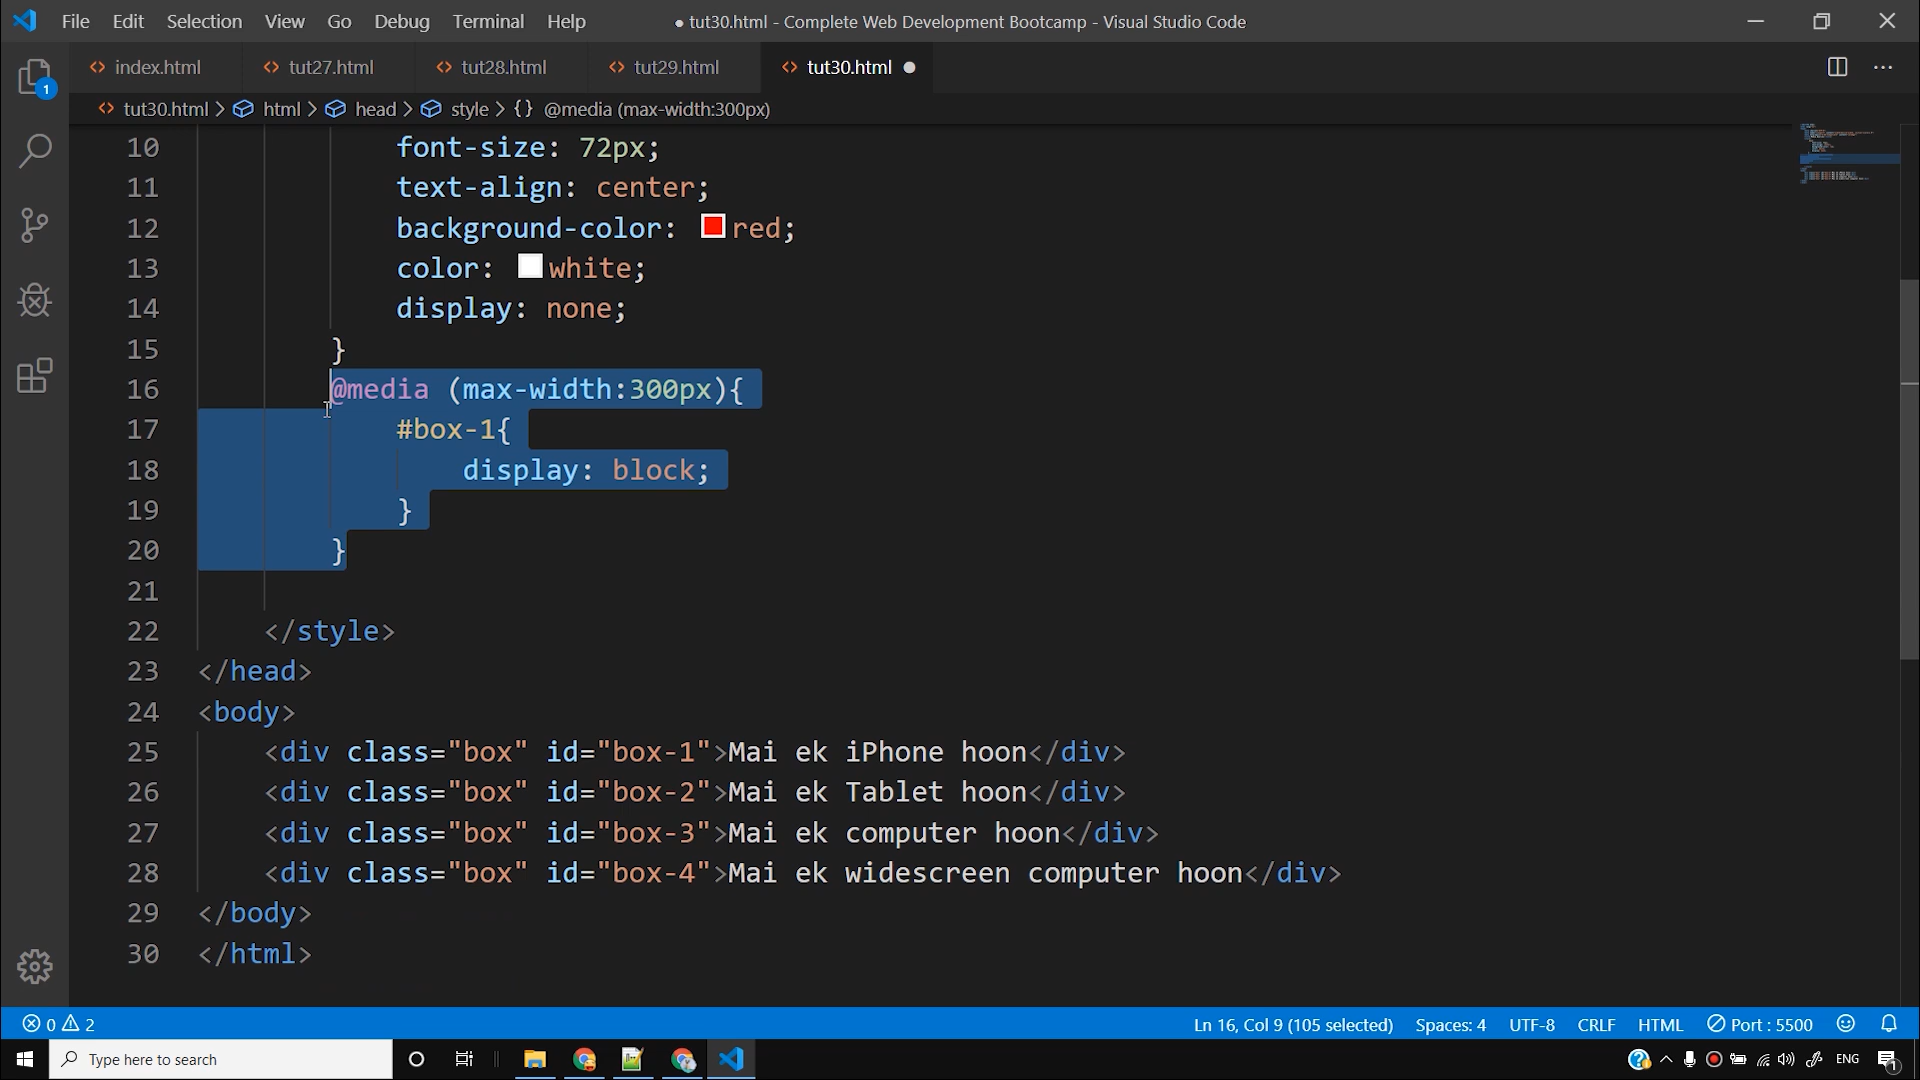 File Edit Selection View Go Debug Terminal Help ● tut30.html - Complete Web Development Bootcamp - Visual Studio Code
index.html tut27.html tut28.html tut29.html tut30.html
tut30.html > html > head > style > {} @media (max-width:300px)
1
10 font-size: 72px;
11 text-align: center;
12 background-color: red;
13 color: white;
14 display: none;
15 }
16 @media (max-width:300px){
17 #box-1{
18 display: block;
19 }
20 }
21
22 </style>
23 </head>
24 <body>
25 <div class="box" id="box-1">Mai ek iPhone hoon</div>
26 <div class="box" id="box-2">Mai ek Tablet hoon</div>
27 <div class="box" id="box-3">Mai ek computer hoon</div>
28 <div class="box" id="box-4">Mai ek widescreen computer hoon</div>
29 </body>
30 </html>
0 2 Ln 16, Col 9 (105 selected) Spaces: 4 UTF-8 CRLF HTML Port : 5500
Type here to search ENG 1